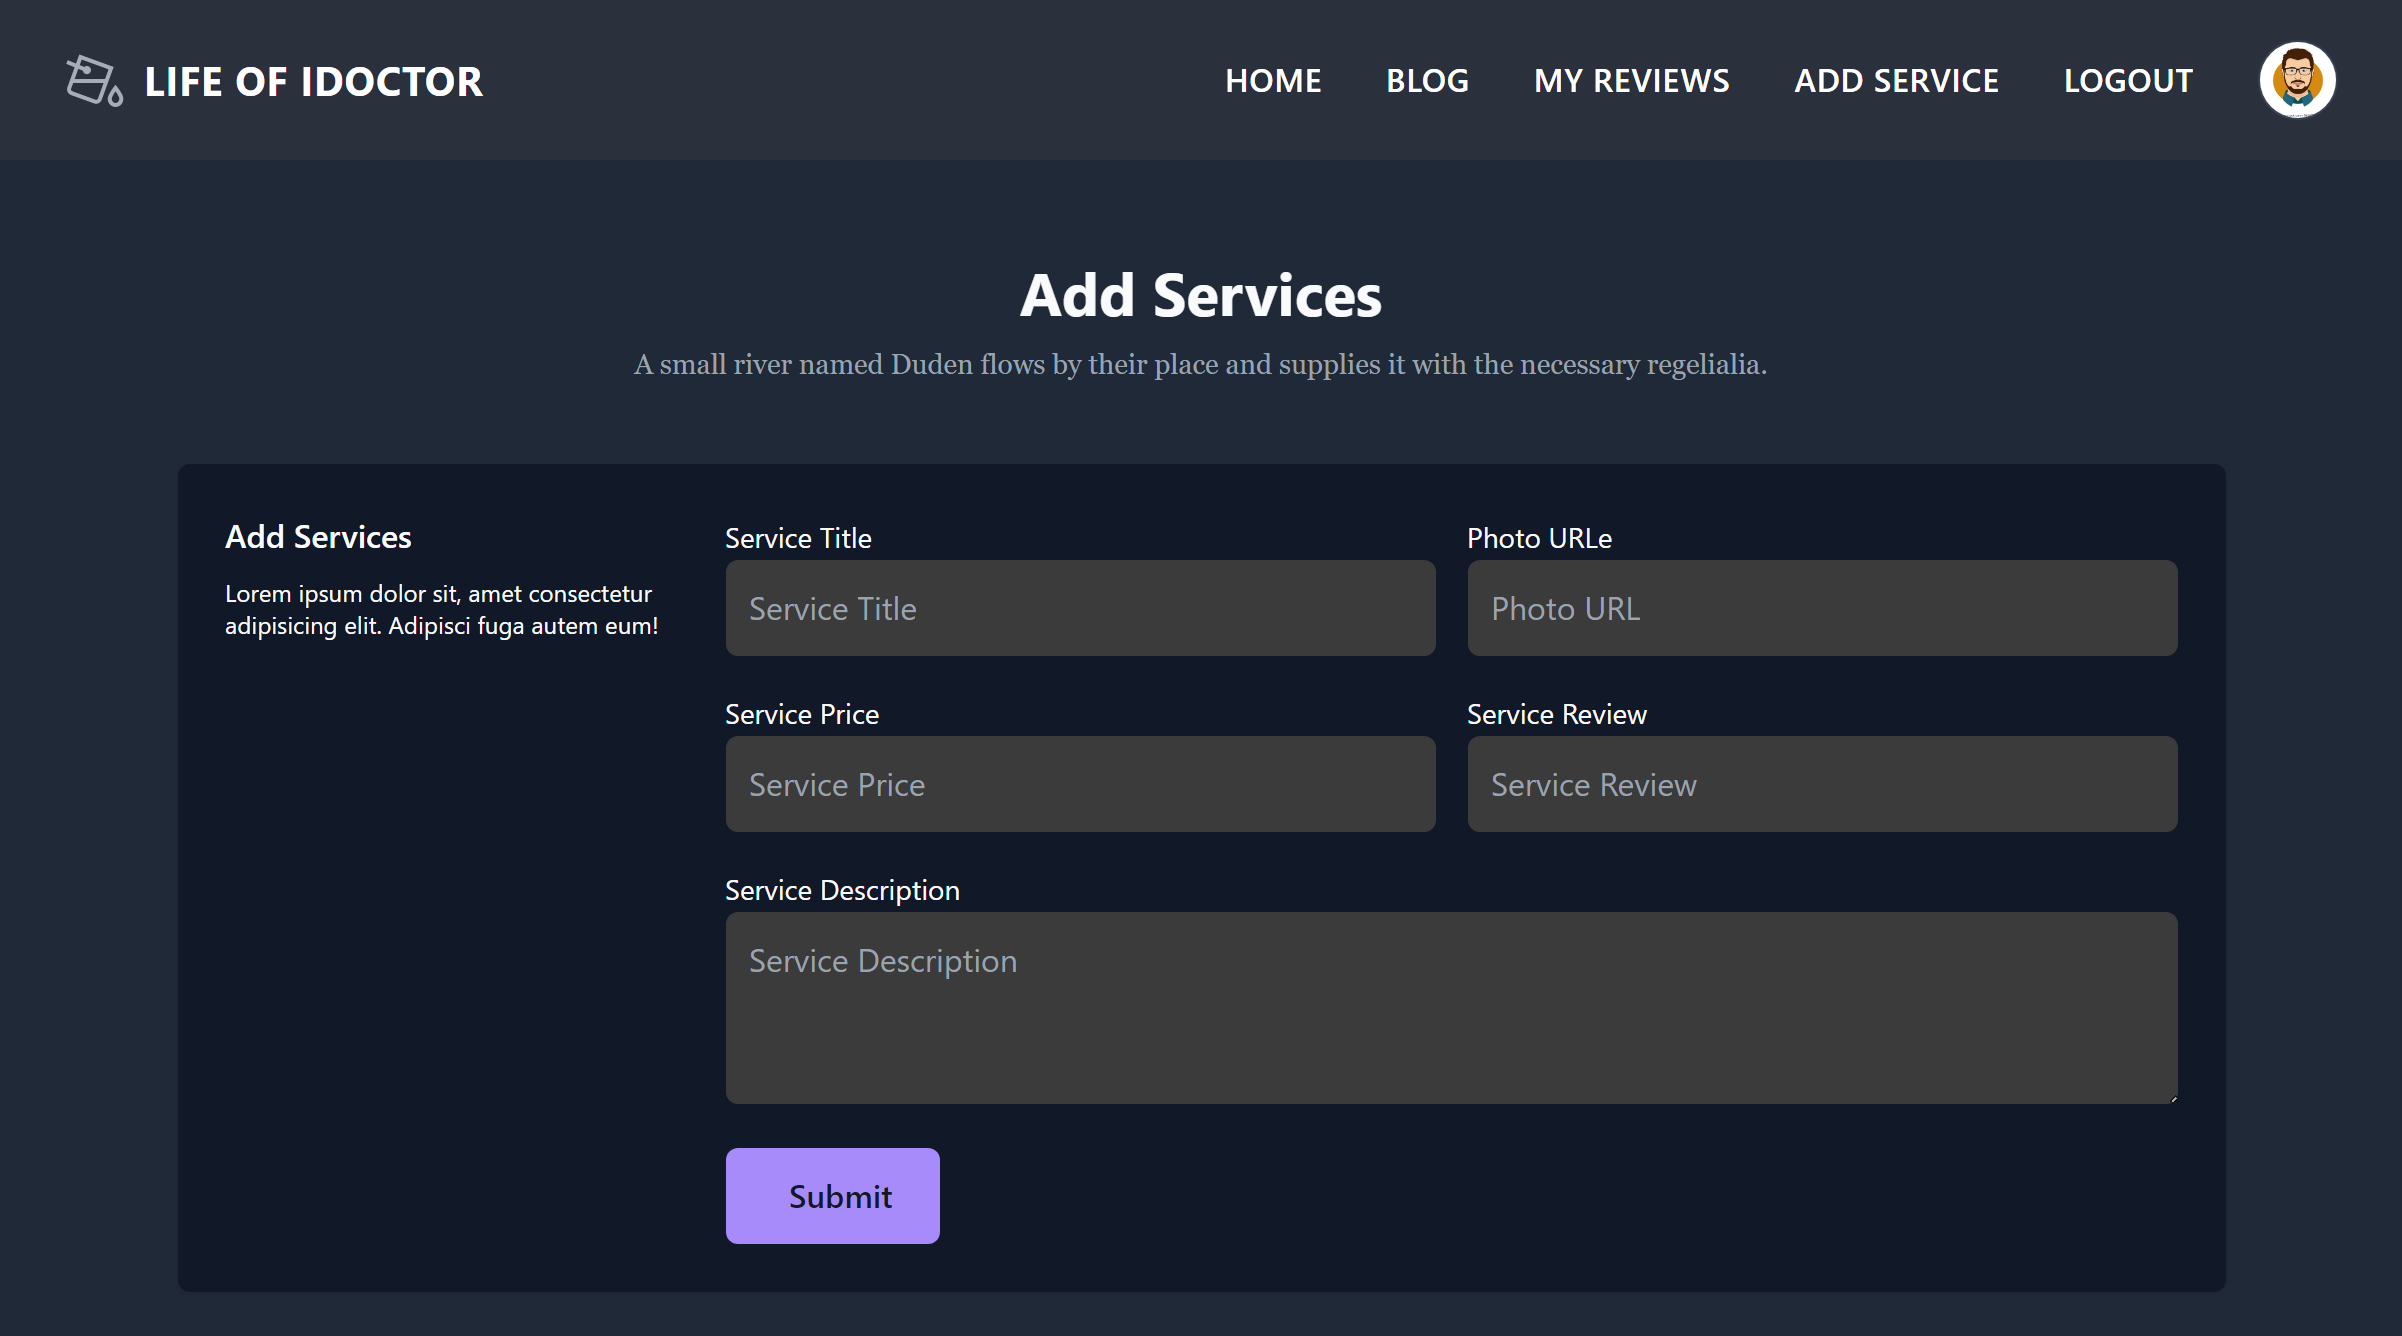 LIFE OF IDOCTOR
HOME
BLOG
MY REVIEWS
ADD SERVICE
LOGOUT
Add Services
A small river named Duden flows by their place and supplies it with the necessary regelialia.
Add Services
Lorem ipsum dolor sit, amet consectetur
adipisicing elit. Adipisci fuga autem eum!
Service Title
Service Title
Photo URLe
Photo URL
Service Price
Service Price
Service Review
Service Review
Service Description
Service Description
Submit